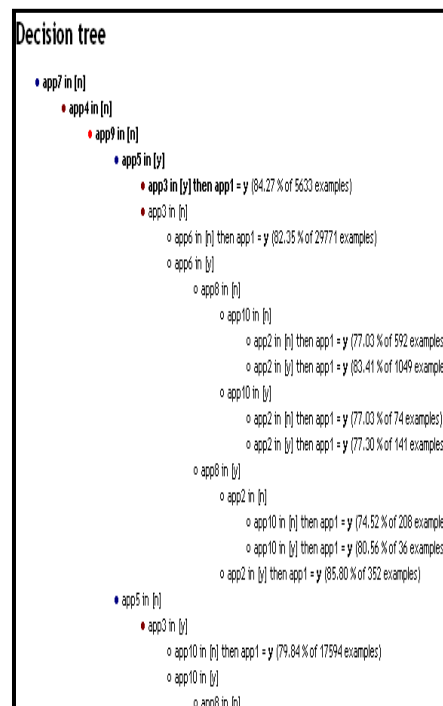 Decision tree
app7 in [n]
app4 in [n]
app9 in [n]
app5 in [y]
app3 in [y] then app1 = y (84.27 % of 5633 examples)
app3 in [n]
app6 in [n] then app1 = y (82.35 % of 29771 examples)
app6 in [y]
app8 in [n]
app10 in [n]
app2 in [n] then app1 = y (77.03 % of 592 examples
app2 in [y] then app1 = y (83.41 % of 1049 example
app10 in [y]
app2 in [n] then app1 = y (77.03 % of 74 examples)
app2 in [y] then app1 = y (77.30 % of 141 examples
app8 in [y]
app2 in [n]
app10 in [n] then app1 = y (74.52 % of 208 example
app10 in [y] then app1 = y (80.56 % of 36 examples
app2 in [y] then app1 = y (85.80 % of 352 examples)
app5 in [n]
app3 in [y]
app10 in [n] then app1 = y (79.84 % of 17594 examples)
app10 in [y]
app8 in [n]